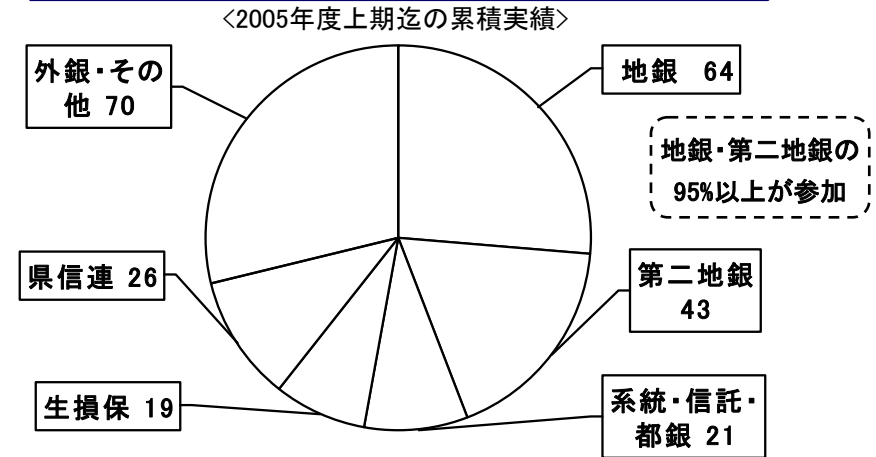 <2005年度上期迄の累積実績>
外銀・その
他 70
地銀 64
地銀・第二地銀の
95%以上が参加
県信連 26
第二地銀
43
生損保 19
系統・信託・
都銀 21